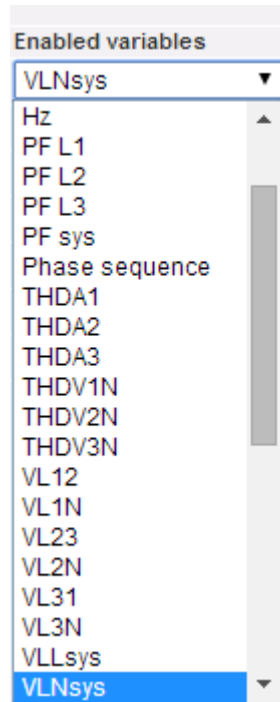 Enabled variables
VLNsys
Hz
PF L1
PF L2
PF L3
PF sys
Phase sequence
THDA1
THDA2
THDA3
THDV1N
THDV2N
THDV3N
VL12
VL1N
VL23
VL2N
VL31
VL3N
VLLsys
VLNsys